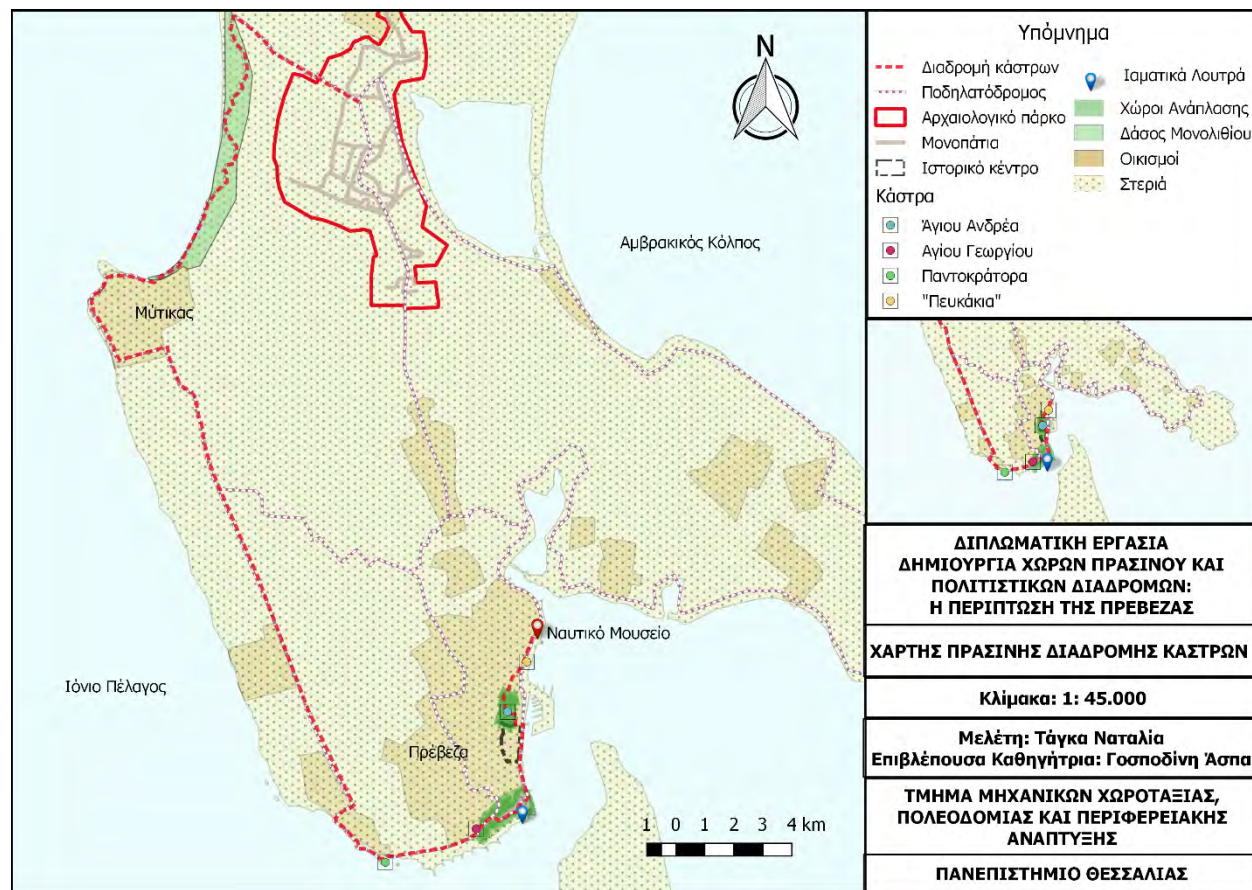 N
Αμβρακικός Κόλπος
Μύτικας
Ναυτικό Μουσείο
Ιόνιο Πέλαγος
Πρέβεζα
1 0 1 2 3 4 km
Υπόμνημα
Διαδρομή κάστρων
Ποδηλατόδρομος
Αρχαιολογικό πάρκο
Μονοπάτια
Ιστορικό κέντρο
Κάστρα
Άγιου Ανδρέα
Αγίου Γεωργίου
Παντοκράτορα
"Πευκάκια"
Ιαματικά Λουτρά
Χώροι Ανάπλασης
Δάσος Μονολιθίου
Οικισμοί
Στεριά
ΔΙΠΛΩΜΑΤΙΚΗ ΕΡΓΑΣΙΑ
ΔΗΜΙΟΥΡΓΙΑ ΧΩΡΩΝ ΠΡΑΣΙΝΟΥ ΚΑΙ
ΠΟΛΙΤΙΣΤΙΚΩΝ ΔΙΑΔΡΟΜΩΝ:
Η ΠΕΡΙΠΤΩΣΗ ΤΗΣ ΠΡΕΒΕΖΑΣ
ΧΑΡΤΗΣ ΠΡΑΣΙΝΗΣ ΔΙΑΔΡΟΜΗΣ ΚΑΣΤΡΩΝ
Κλίμακα: 1: 45.000
Μελέτη: Τάγκα Ναταλία
Επιβλέπουσα Καθηγήτρια: Γοσποδίνη Άσπα
ΤΜΗΜΑ ΜΗΧΑΝΙΚΩΝ ΧΩΡΟΤΑΞΙΑΣ,
ΠΟΛΕΟΔΟΜΙΑΣ ΚΑΙ ΠΕΡΙΦΕΡΕΙΑΚΗΣ
ΑΝΑΠΤΥΞΗΣ
ΠΑΝΕΠΙΣΤΗΜΙΟ ΘΕΣΣΑΛΙΑΣ